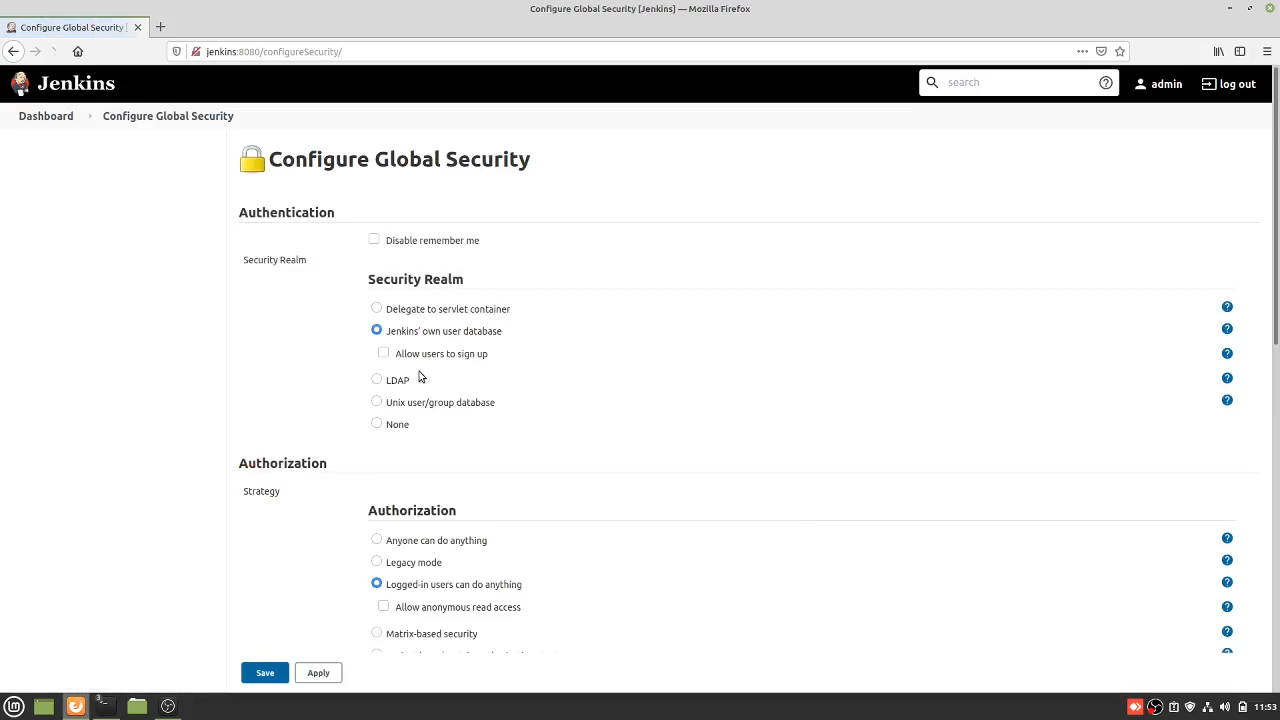 Configure Global Security [Jenkins] — Mozilla Firefox
Configure Global Security [
jenkins:8080/configureSecurity/
Jenkins
search
admin
log out
Dashboard
Configure Global Security
Configure Global Security
Authentication
Disable remember me
Security Realm
Security Realm
Delegate to servlet container
Jenkins' own user database
Allow users to sign up
LDAP
Unix user/group database
None
Authorization
Strategy
Authorization
Anyone can do anything
Legacy mode
Logged-in users can do anything
Allow anonymous read access
Matrix-based security
Save
Apply
3
11:53